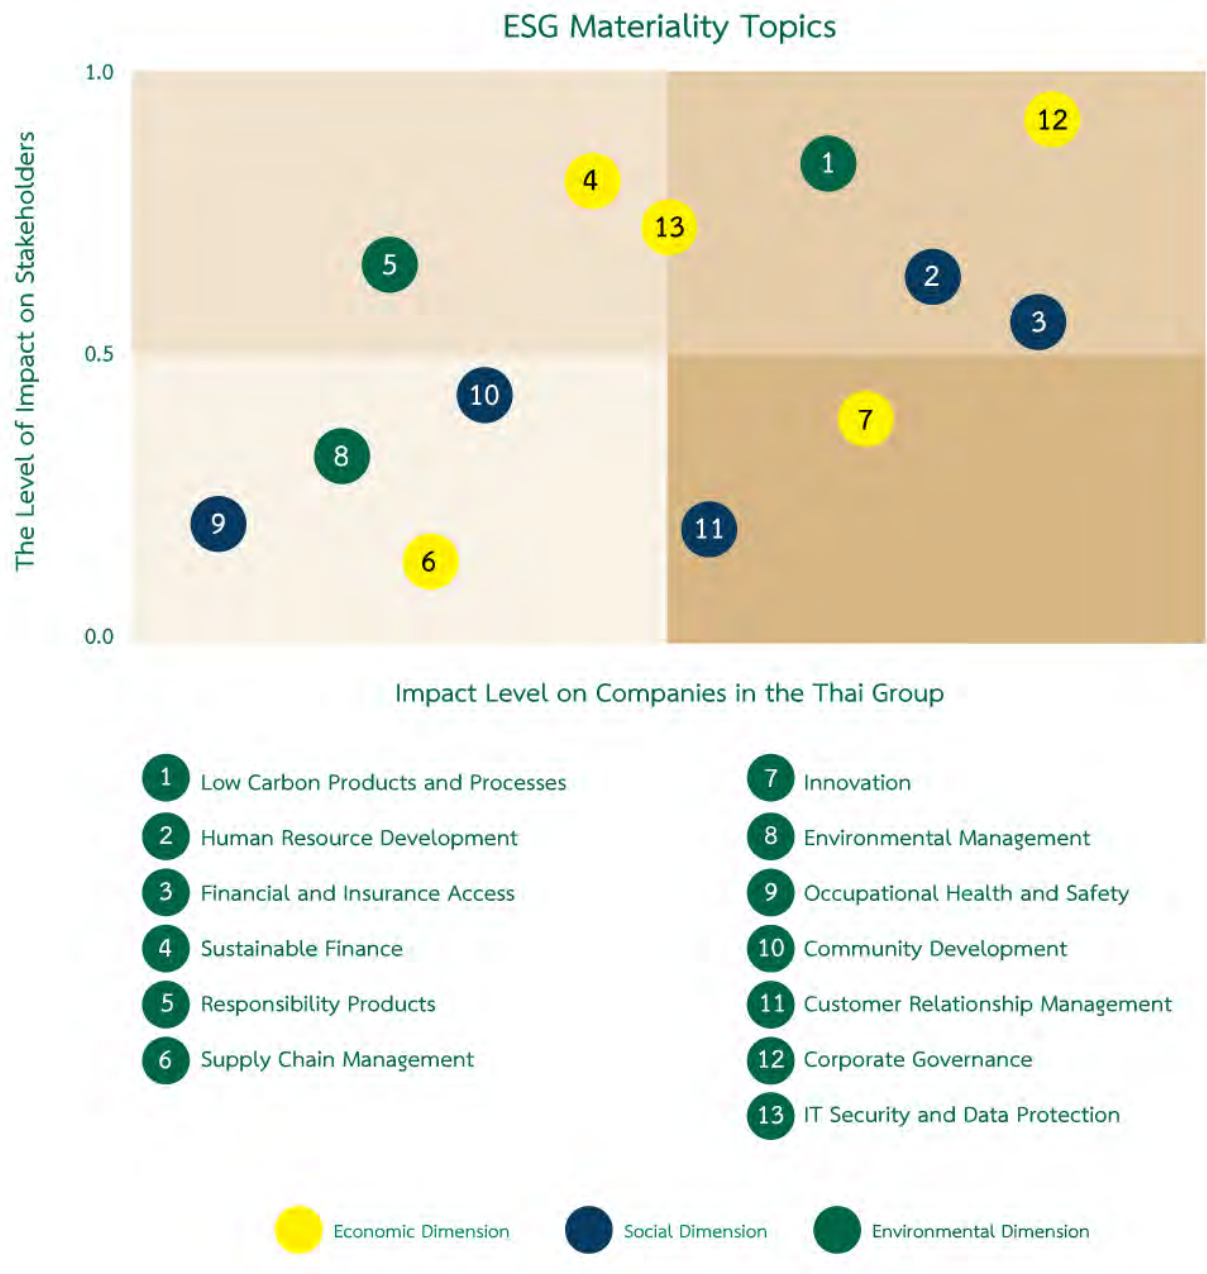 ESG Materiality Topics
The Level of Impact on Stakeholders
1.0
0.5
0.0
12
1
4
13
5
2
3
10
7
8
9
11
6
Impact Level on Companies in the Thai Group
1 Low Carbon Products and Processes
2 Human Resource Development
3 Financial and Insurance Access
4 Sustainable Finance
5 Responsibility Products
6 Supply Chain Management
7 Innovation
8 Environmental Management
9 Occupational Health and Safety
10 Community Development
11 Customer Relationship Management
12 Corporate Governance
13 IT Security and Data Protection
Economic Dimension
Social Dimension
Environmental Dimension